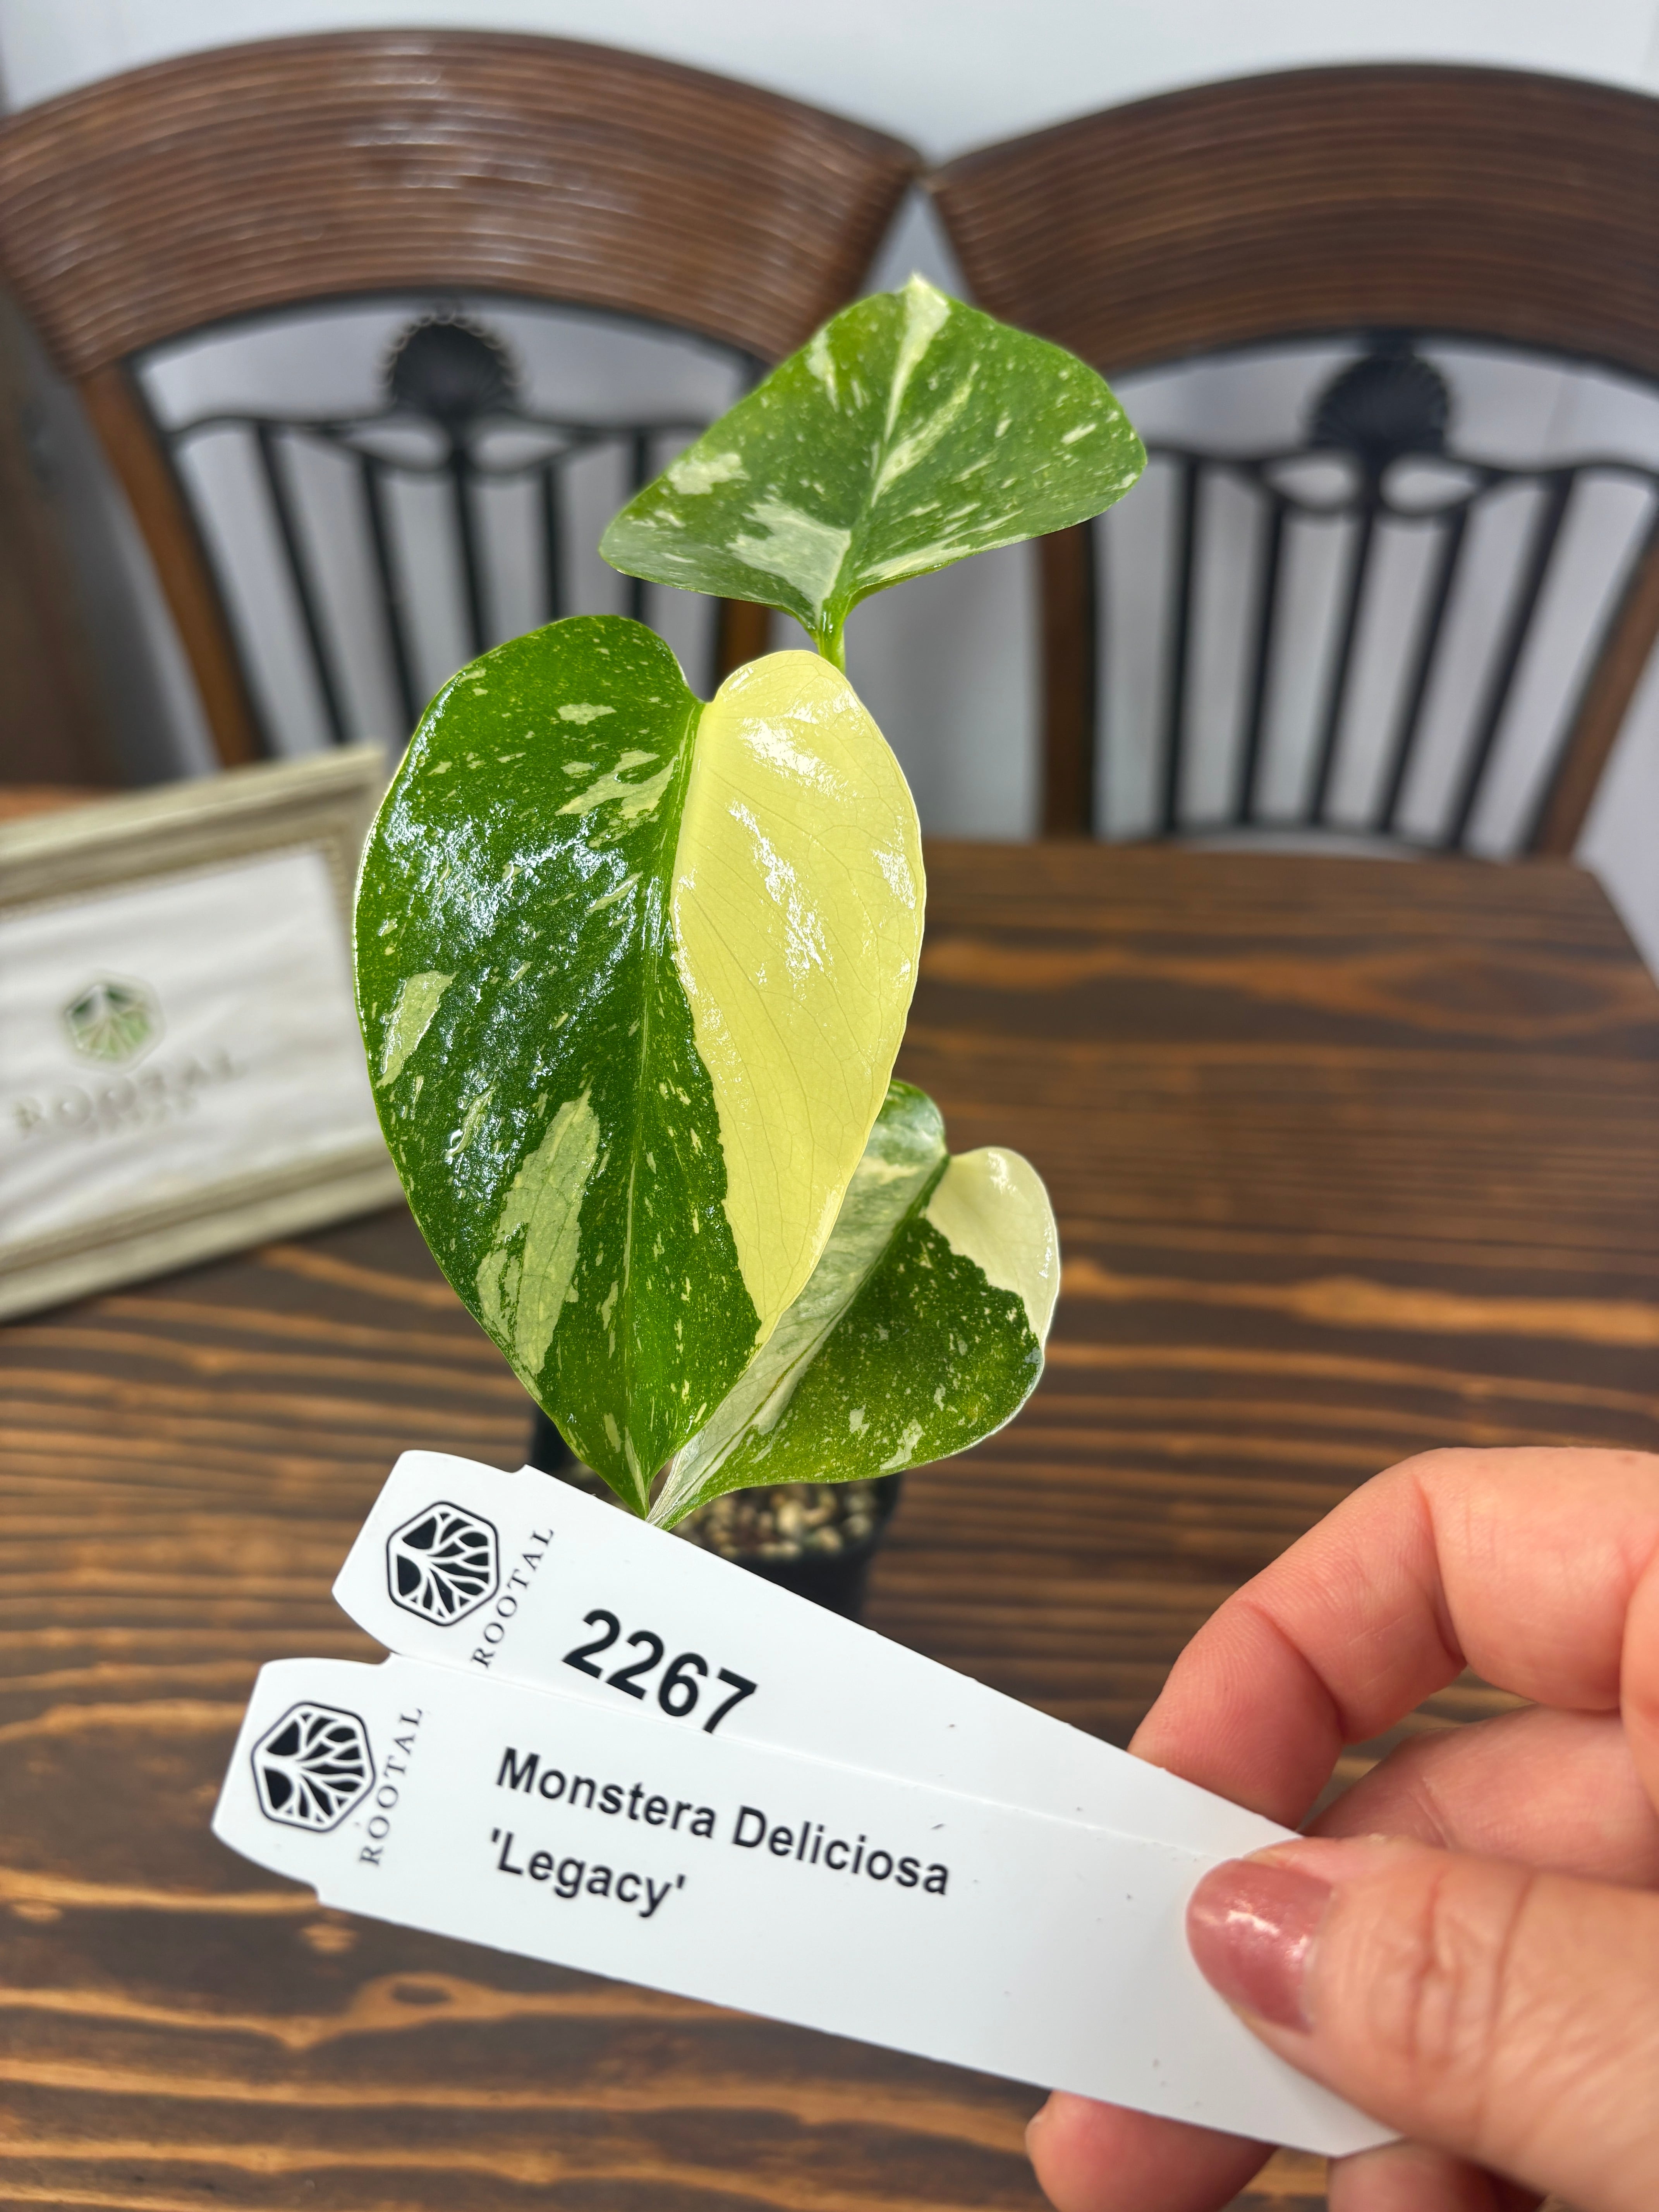 ROOTAL
ROOTAL
2267
ROOTAL
Monstera Deliciosa
'Legacy'